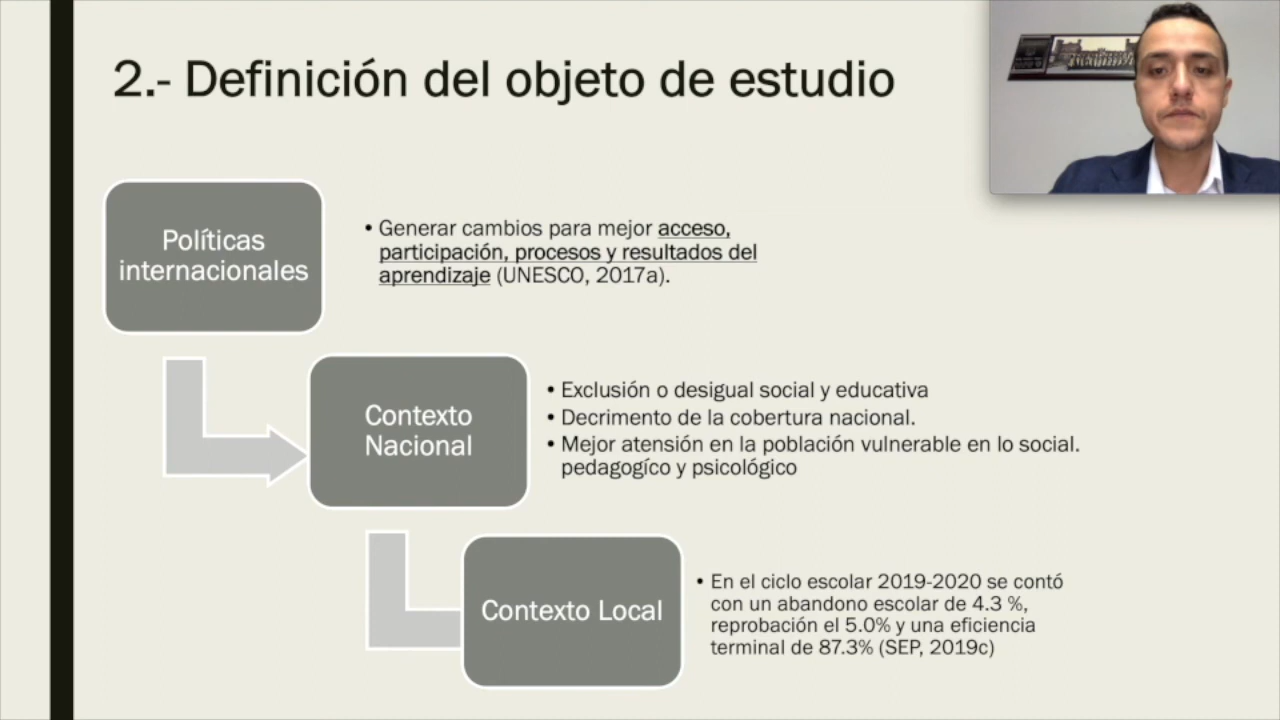 2.- Definición del objeto de estudio
Políticas
internacionales
• Generar cambios para mejor acceso,
participación, procesos y resultados del
aprendizaje (UNESCO, 2017a).
Contexto
Nacional
• Exclusión o desigual social y educativa
• Decrimento de la cobertura nacional.
• Mejor atensión en la población vulnerable en lo social.
pedagogíco y psicológico
Contexto Local
• En el ciclo escolar 2019-2020 se contó
con un abandono escolar de 4.3 %,
reprobación el 5.0% y una eficiencia
terminal de 87.3% (SEP, 2019c)